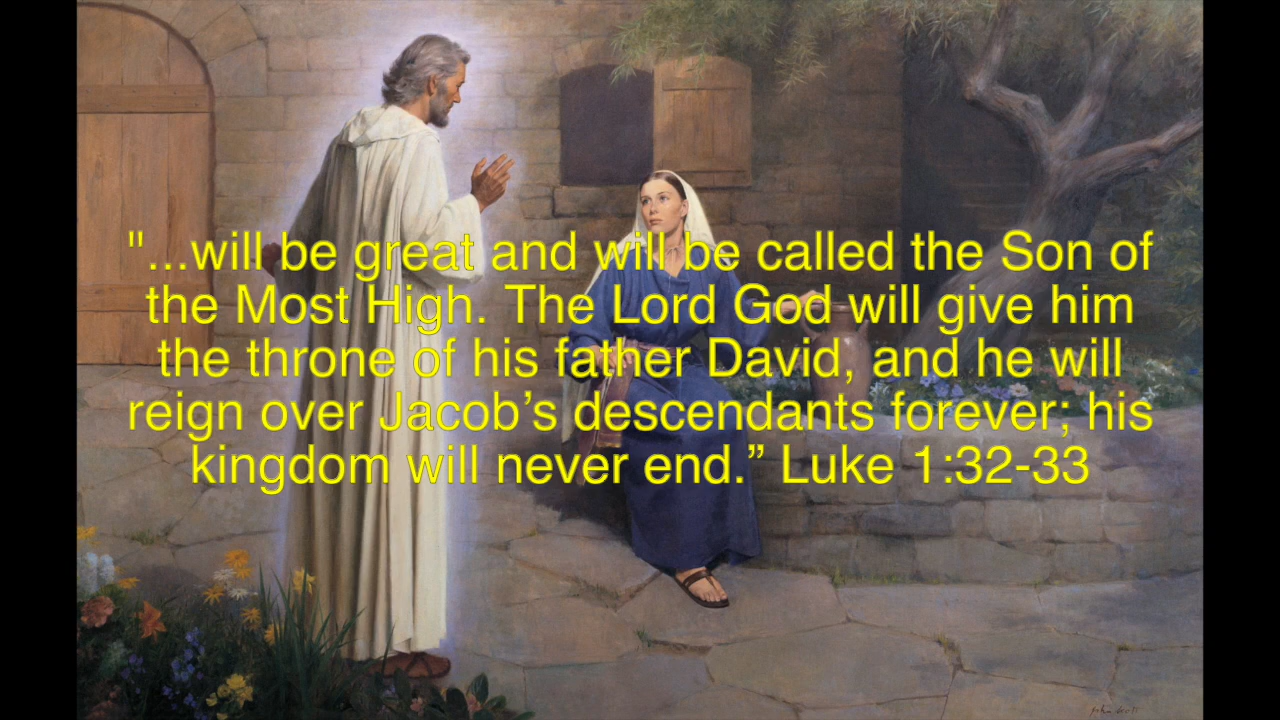 "...will be great and will be called the Son of
the Most High. The Lord God will give him
the throne of his father David, and he will
reign over Jacob’s descendants forever; his
kingdom will never end.” Luke 1:32-33
John Scott